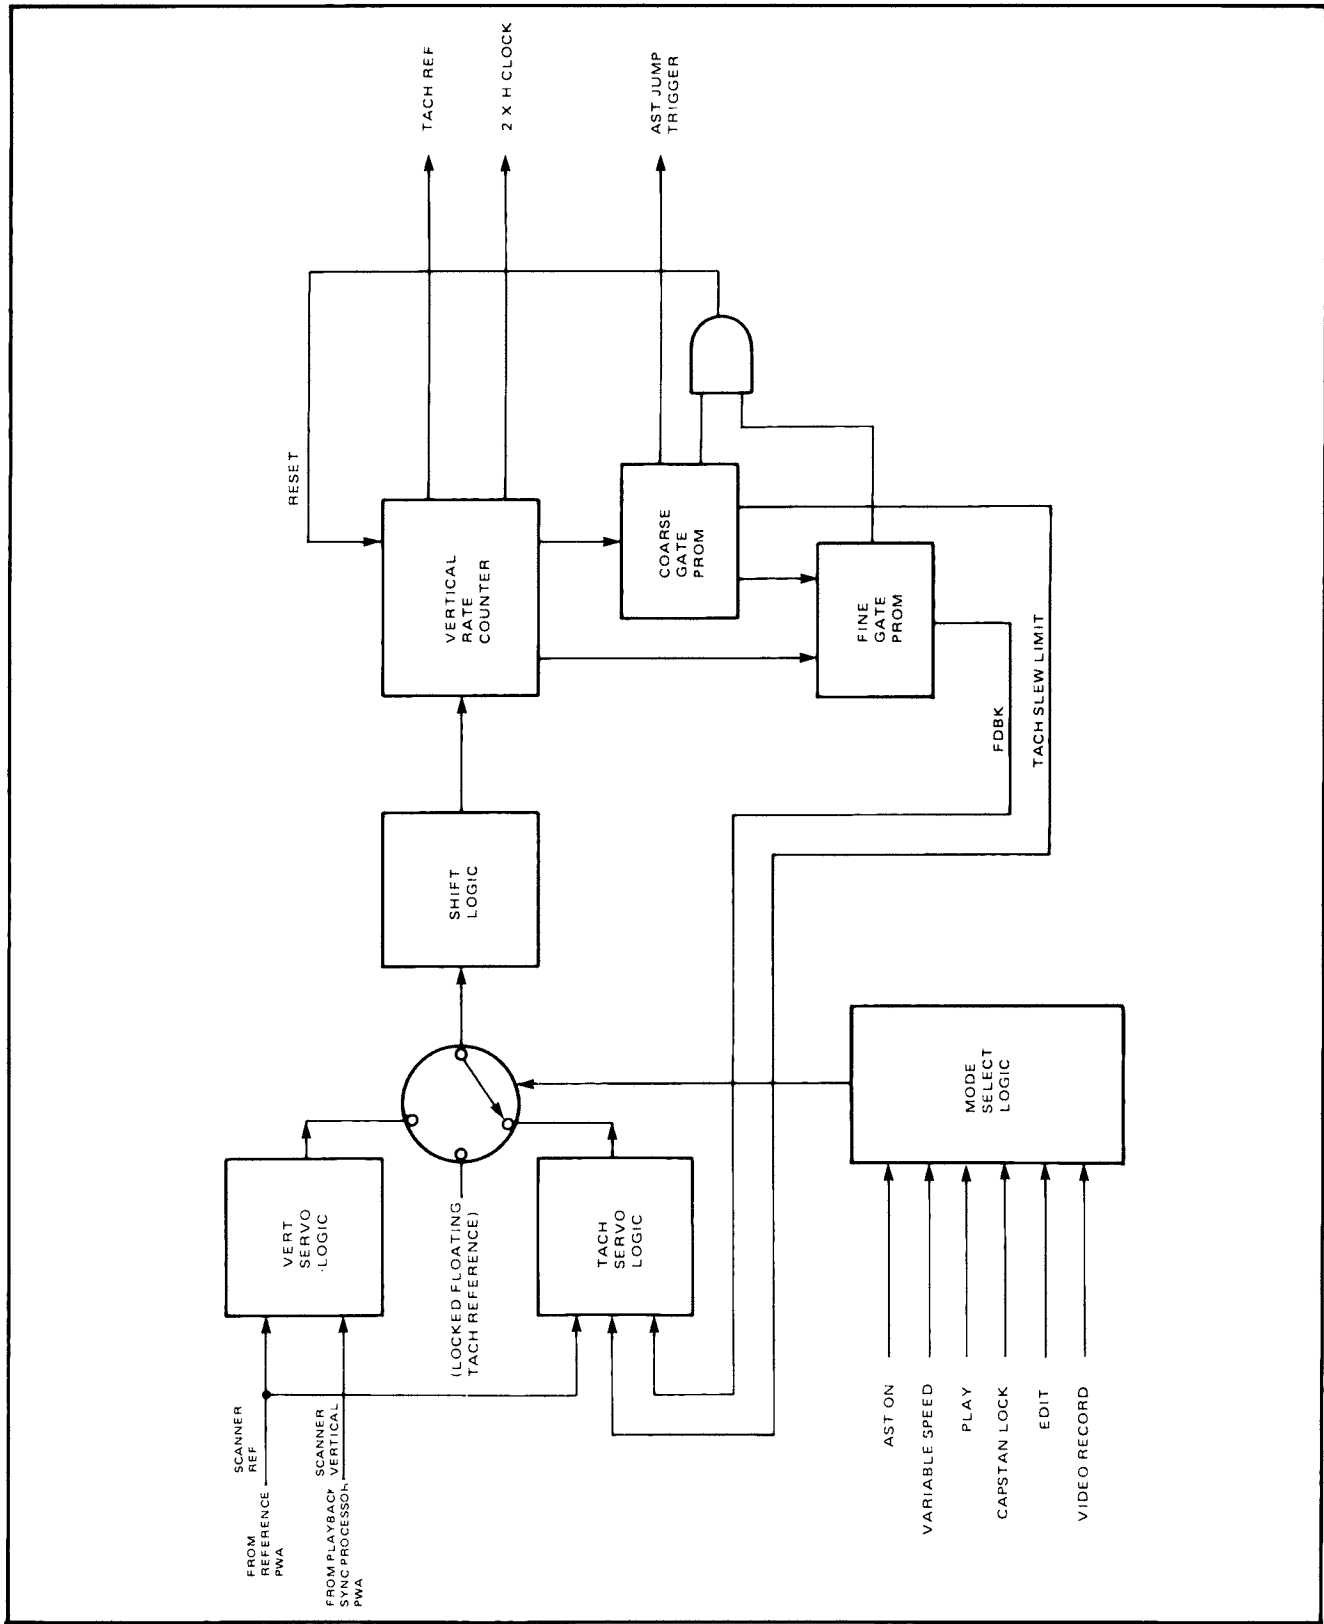 FROM
REFERENCE
PWA
SCANNER
REF
FROM PLAYBACK
SYNC PROCESSOR
PWA
SCANNER
VERTICAL
VERT
SERVO
LOGIC
(LOCKED FLOATING
TACH REFERENCE)
TACH
SERVO
LOGIC
AST ON
VARIABLE SPEED
PLAY
CAPSTAN LOCK
EDIT
VIDEO RECORD
MODE
SELECT
LOGIC
SHIFT
LOGIC
VERTICAL
RATE
COUNTER
RESET
COARSE
GATE
PROM
FINE
GATE
PROM
FDBK
TACH SLEW LIMIT
TACH REF
2 X H CLOCK
AST JUMP
TRIGGER